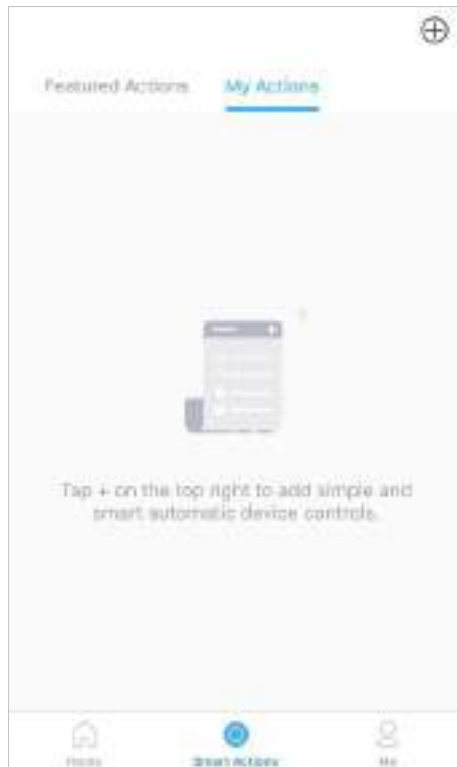 Featured Actions
My Actions
Tap + on the top right to add simple and
smart automatic device controls.
Home
Smart Actions
Me